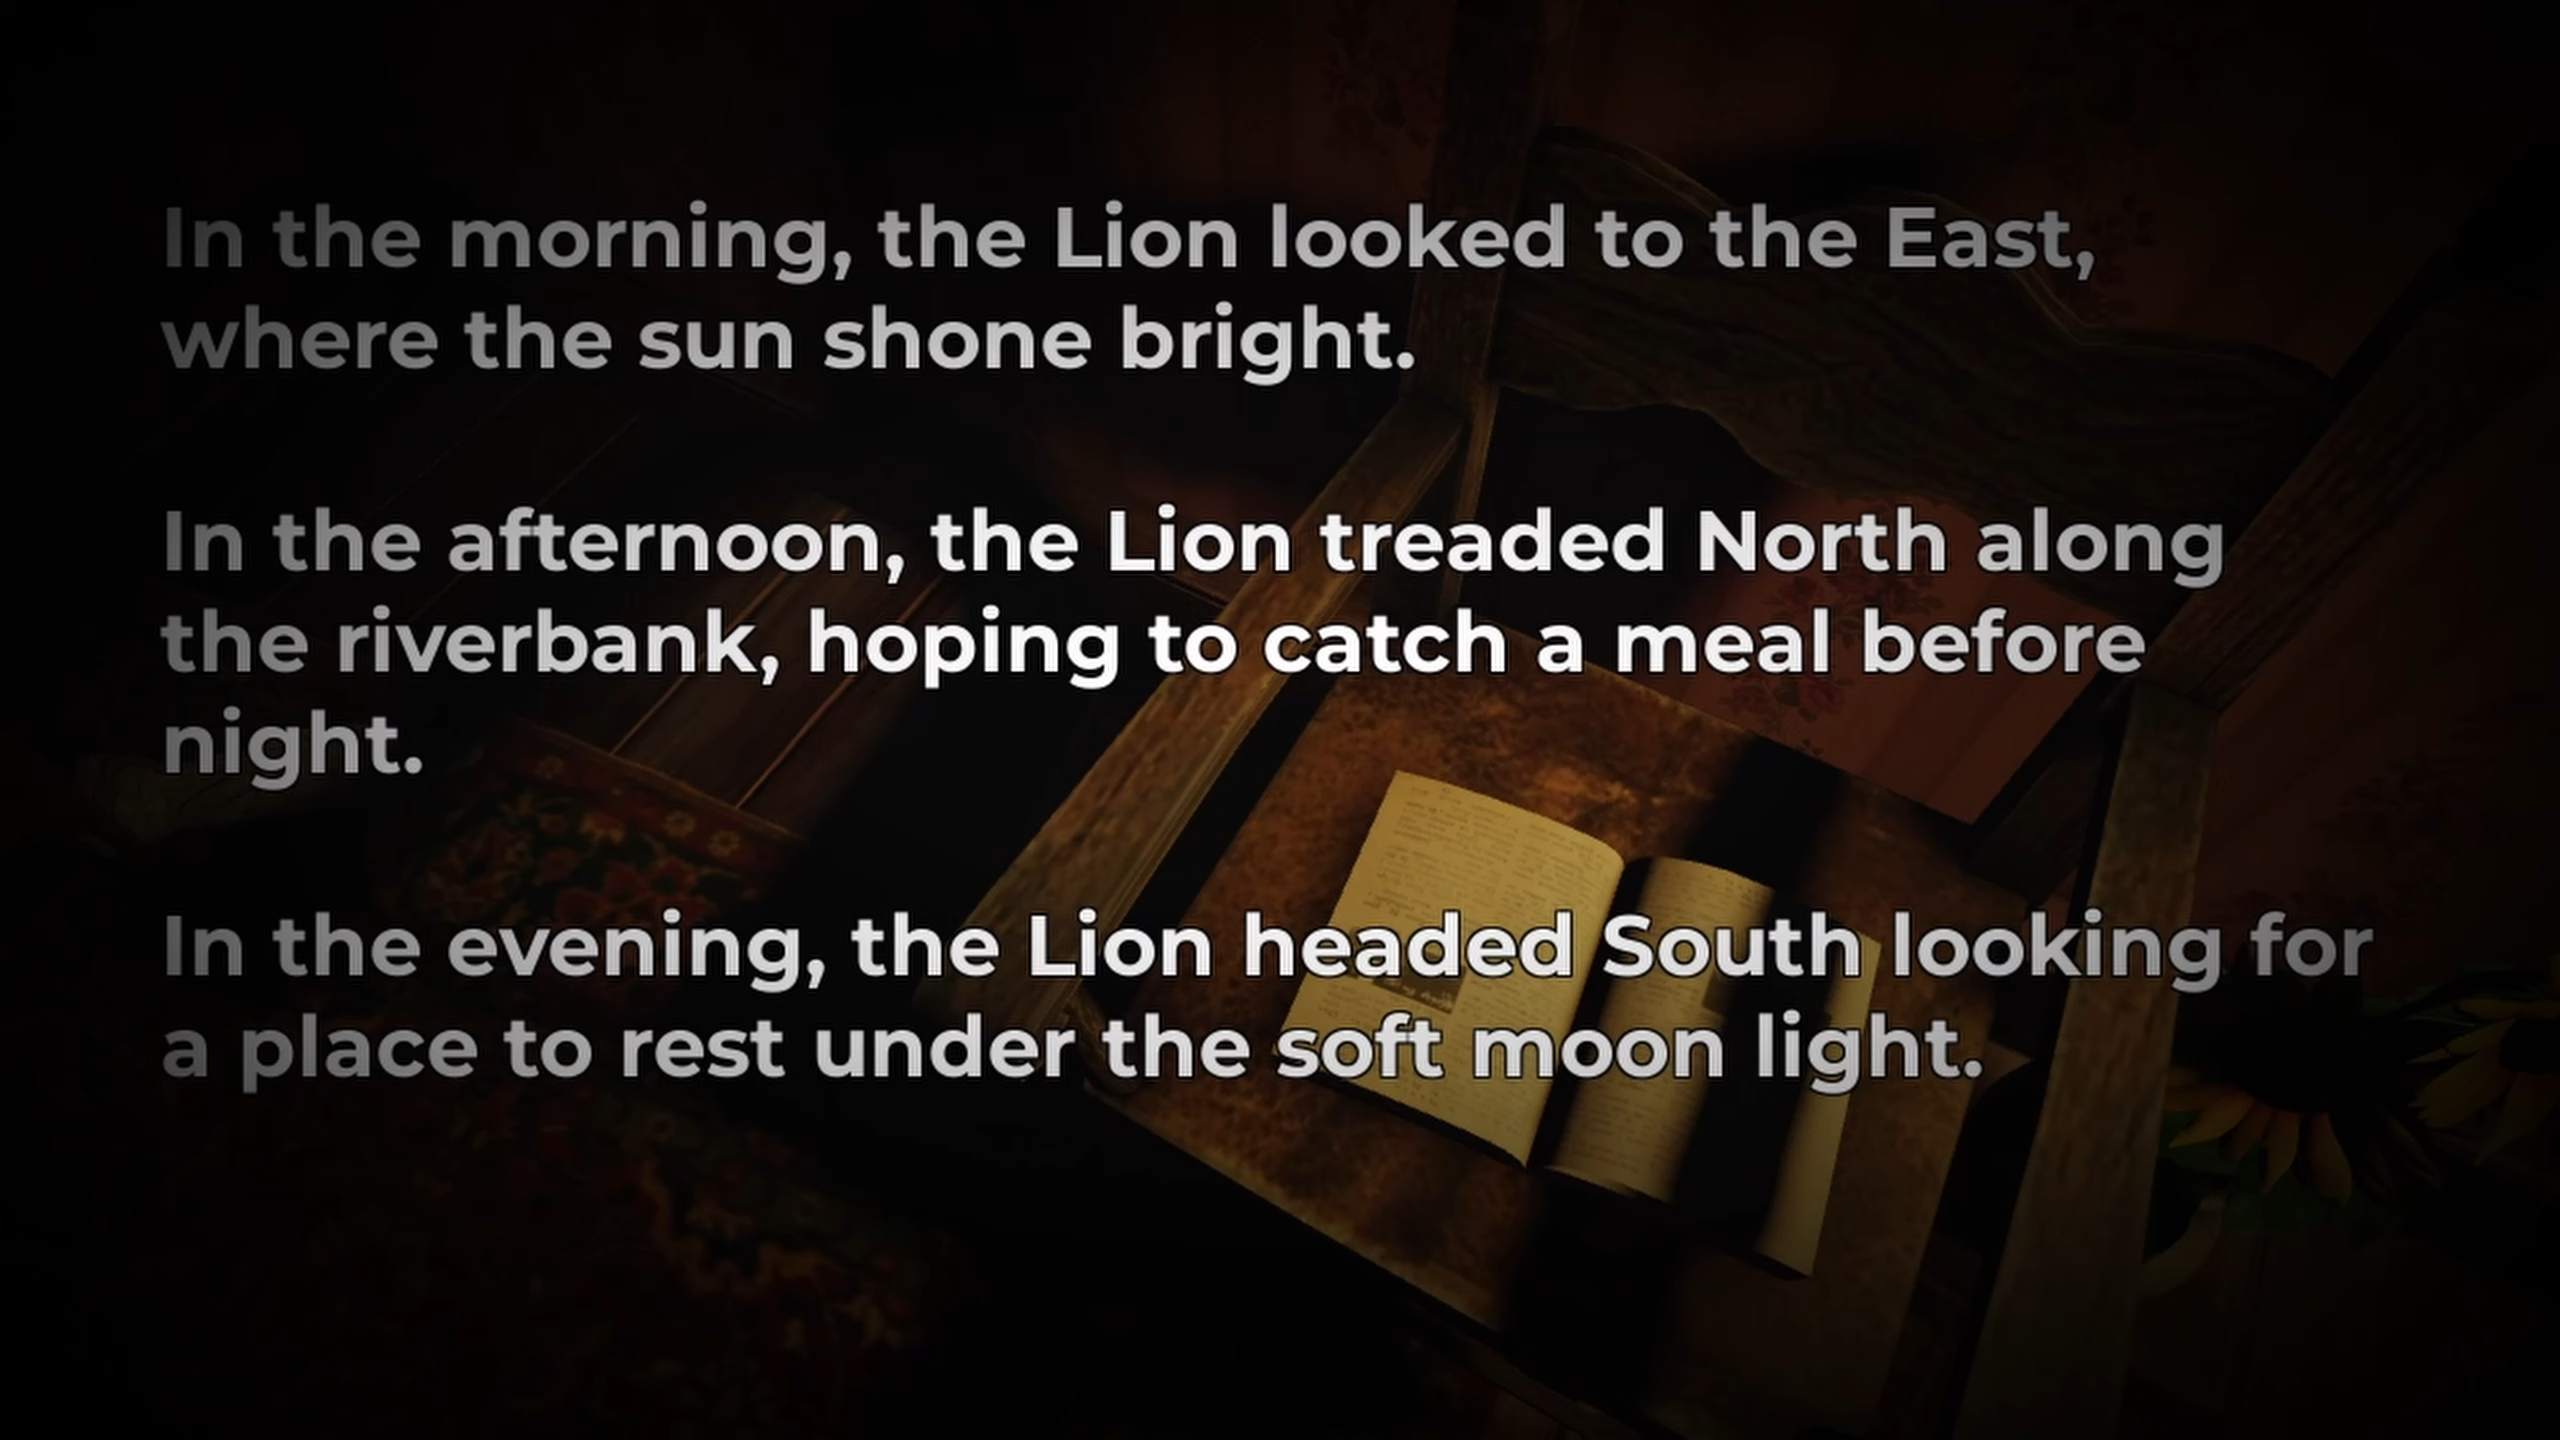 In the morning, the Lion looked to the East,
where the sun shone bright.
In the afternoon, the Lion treaded North along
the riverbank, hoping to catch a meal before
night.
In the evening, the Lion headed South looking for
a place to rest under the soft moon light.